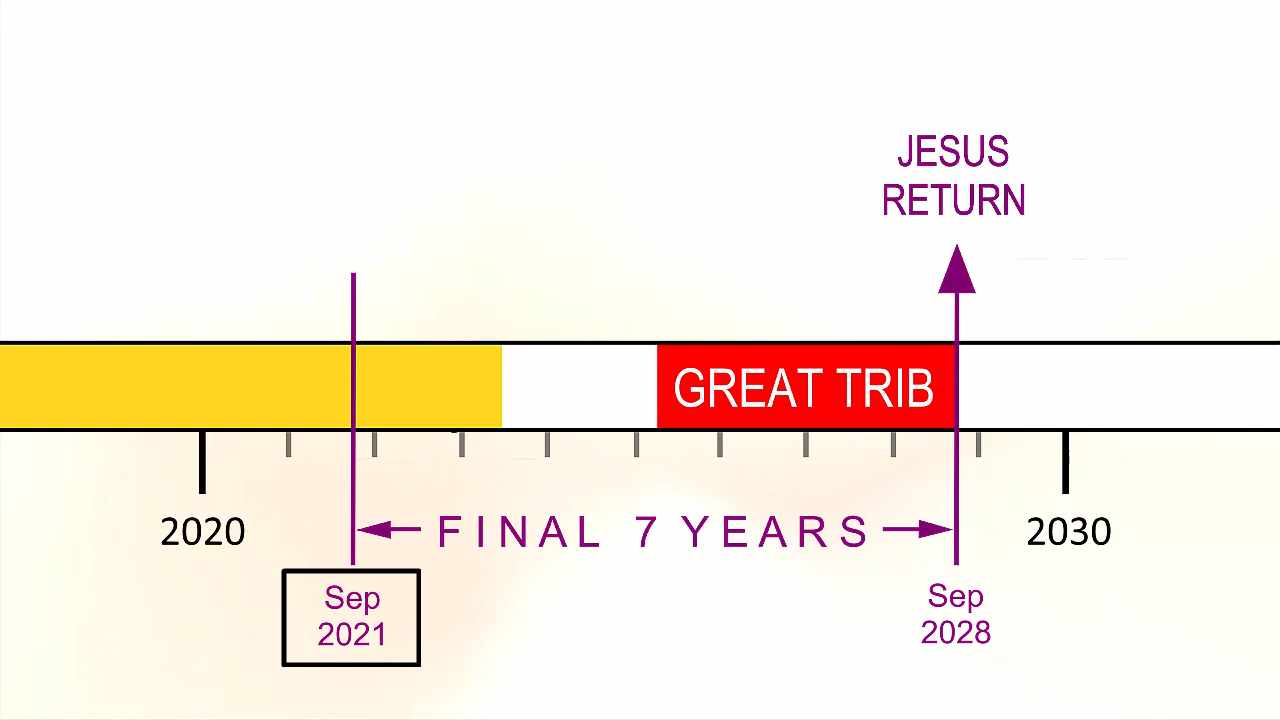 JESUS
RETURN
GREAT TRIB
2020
FINAL 7 YEARS
2030
Sep
2021
Sep
2028